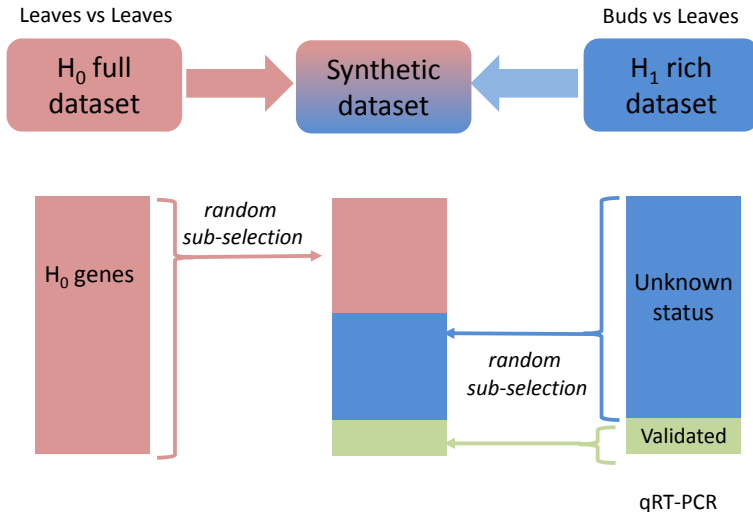 Leaves vs Leaves
Buds vs Leaves
H₀ full
dataset
Synthetic
dataset
H₁ rich
dataset
random
sub-selection
H₀ genes
Unknown
status
random
sub-selection
Validated
qRT-PCR